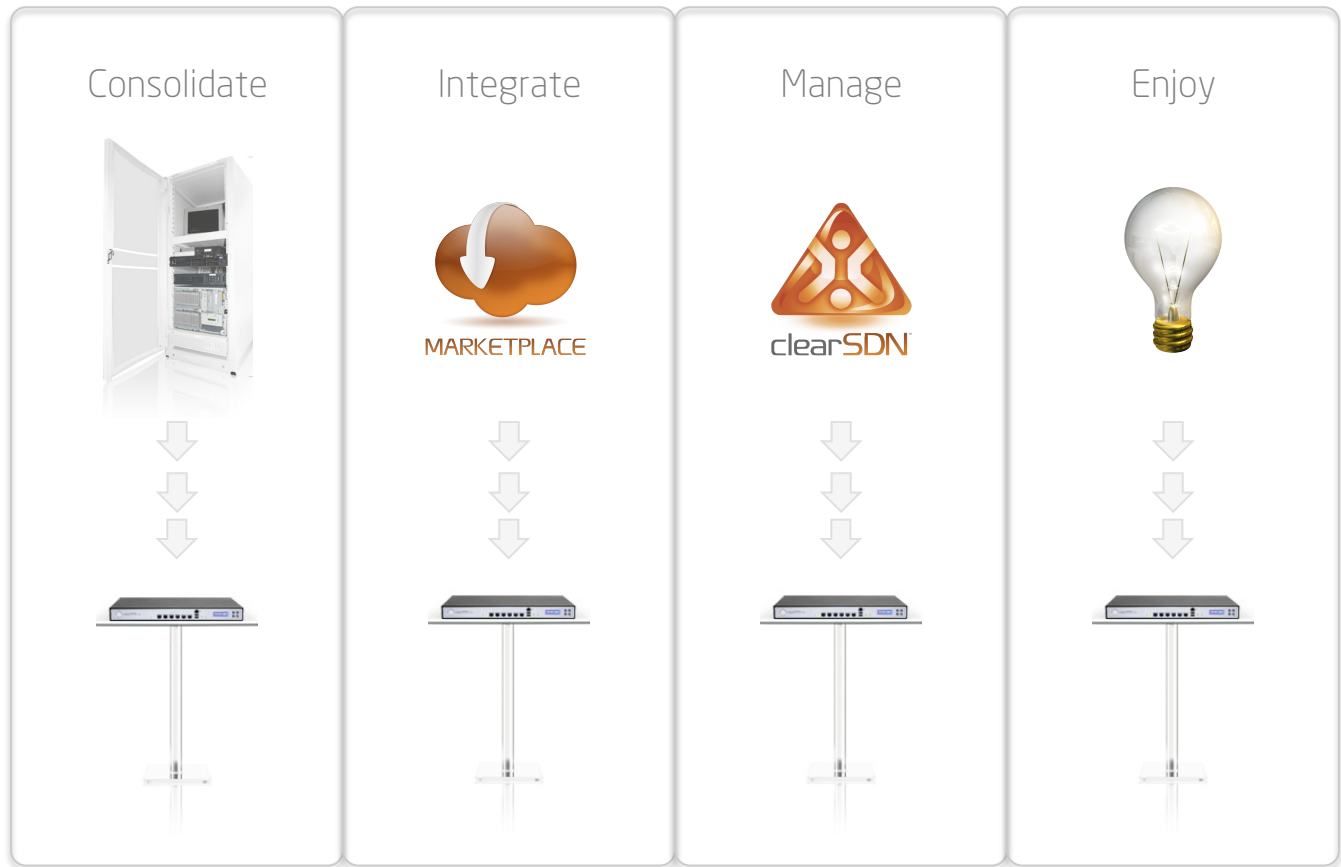 Consolidate
Integrate
Manage
Enjoy
MARKETPLACE
clearSDN